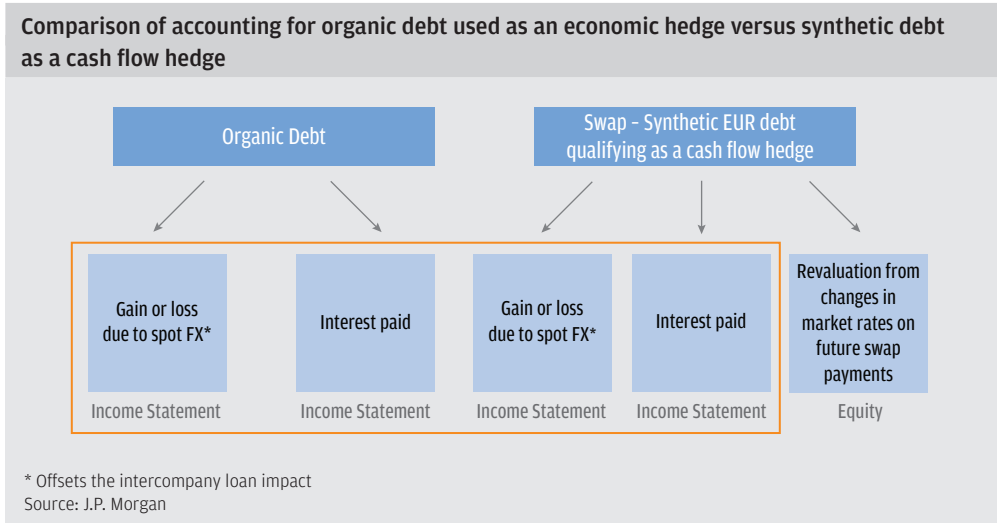 Comparison of accounting for organic debt used as an economic hedge versus synthetic debt
as a cash flow hedge
Organic Debt
Swap – Synthetic EUR debt
qualifying as a cash flow hedge
Gain or loss
due to spot FX*
Income Statement
Interest paid
Income Statement
Gain or loss
due to spot FX*
Income Statement
Interest paid
Income Statement
Revaluation from
changes in
market rates on
future swap
payments
Equity
* Offsets the intercompany loan impact
Source: J.P. Morgan